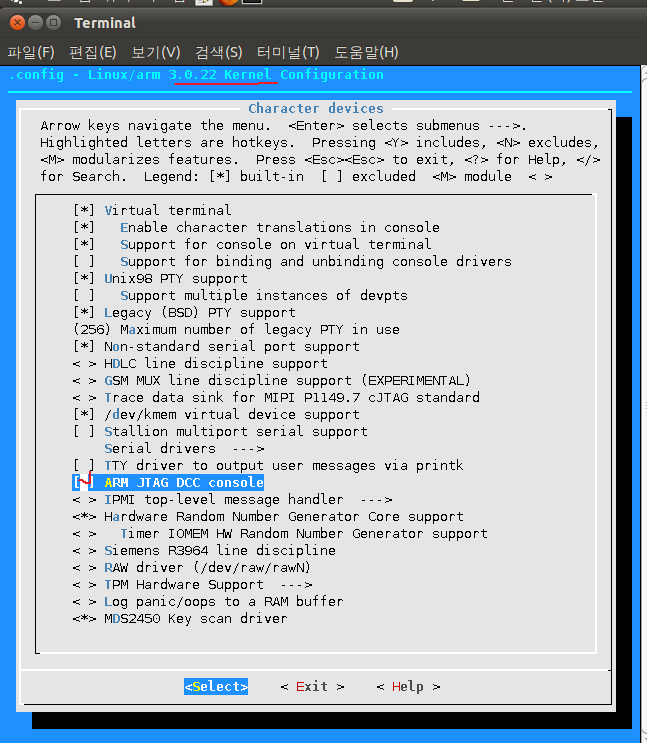 Terminal
파일(F) 편집(E) 보기(V) 검색(S) 터미널(T) 도움말(H)
.config - Linux/arm 3.0.22 Kernel Configuration
Character devices
Arrow keys navigate the menu.  <Enter> selects submenus --->.
Highlighted letters are hotkeys.  Pressing <Y> includes, <N> excludes,
<M> modularizes features.  Press <Esc><Esc> to exit, <?> for Help, </>
for Search.  Legend: [*] built-in  [ ] excluded  <M> module  < >
[*] Virtual terminal
[*]   Enable character translations in console
[*]   Support for console on virtual terminal
[ ]   Support for binding and unbinding console drivers
[*] Unix98 PTY support
[ ]   Support multiple instances of devpts
[*] Legacy (BSD) PTY support
(256) Maximum number of legacy PTY in use
[*] Non-standard serial port support
< > HDLC line discipline support
< > GSM MUX line discipline support (EXPERIMENTAL)
< > Trace data sink for MIPI P1149.7 cJTAG standard
[*] /dev/kmem virtual device support
[ ] Stallion multiport serial support
Serial drivers  --->
[ ] TTY driver to output user messages via printk
[ ] ARM JTAG DCC console
< > IPMI top-level message handler  --->
<*> Hardware Random Number Generator Core support
< >   Timer IOMEM HW Random Number Generator support
< > Siemens R3964 line discipline
< > RAW driver (/dev/raw/rawN)
< > TPM Hardware Support  --->
< > Log panic/oops to a RAM buffer
<*> MDS2450 Key scan driver
<Select>    < Exit >    < Help >